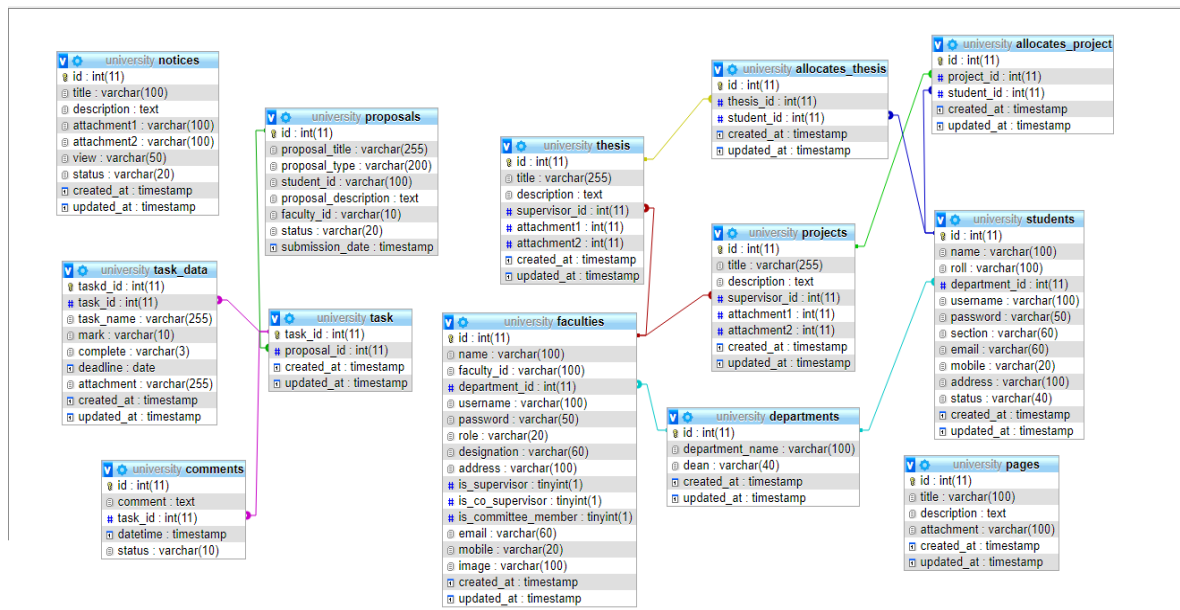 university notices
id : int(11)
title : varchar(100)
description : text
attachment1 : varchar(100)
attachment2 : varchar(100)
view : varchar(50)
status : varchar(20)
created_at : timestamp
updated_at : timestamp
university proposals
id : int(11)
proposal_title : varchar(255)
proposal_type : varchar(200)
student_id : varchar(100)
proposal_description : text
faculty_id : varchar(10)
status : varchar(20)
submission_date : timestamp
university task_data
taskd_id : int(11)
task_id : int(11)
task_name : varchar(255)
mark : varchar(10)
complete : varchar(3)
deadline : date
attachment : varchar(255)
created_at : timestamp
updated_at : timestamp
university task
task_id : int(11)
proposal_id : int(11)
created_at : timestamp
updated_at : timestamp
university comments
id : int(11)
comment : text
task_id : int(11)
datetime : timestamp
status : varchar(10)
university thesis
id : int(11)
title : varchar(255)
description : text
supervisor_id : int(11)
attachment1 : int(11)
attachment2 : int(11)
created_at : timestamp
updated_at : timestamp
university faculties
id : int(11)
name : varchar(100)
faculty_id : varchar(100)
department_id : int(11)
username : varchar(100)
password : varchar(50)
role : varchar(20)
designation : varchar(60)
address : varchar(100)
is_supervisor : tinyint(1)
is_co_supervisor : tinyint(1)
is_committee_member : tinyint(1)
email : varchar(60)
mobile : varchar(20)
image : varchar(100)
created_at : timestamp
updated_at : timestamp
university allocates_thesis
id : int(11)
thesis_id : int(11)
student_id : int(11)
created_at : timestamp
updated_at : timestamp
university projects
id : int(11)
title : varchar(255)
description : text
supervisor_id : int(11)
attachment1 : int(11)
attachment2 : int(11)
created_at : timestamp
updated_at : timestamp
university departments
id : int(11)
department_name : varchar(100)
dean : varchar(40)
created_at : timestamp
updated_at : timestamp
university allocates_project
id : int(11)
project_id : int(11)
student_id : int(11)
created_at : timestamp
updated_at : timestamp
university students
id : int(11)
name : varchar(100)
roll : varchar(100)
department_id : int(11)
username : varchar(100)
password : varchar(50)
section : varchar(60)
email : varchar(60)
mobile : varchar(20)
address : varchar(100)
status : varchar(40)
created_at : timestamp
updated_at : timestamp
university pages
id : int(11)
title : varchar(100)
description : text
attachment : varchar(100)
created_at : timestamp
updated_at : timestamp